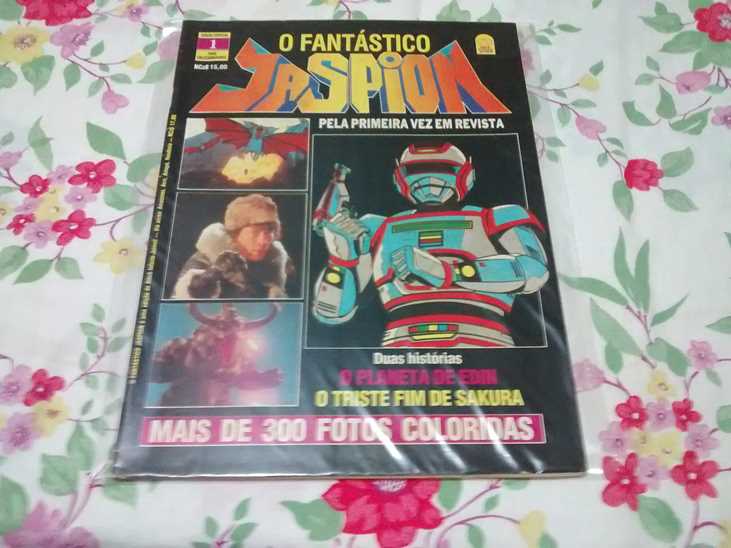 1
NCz$ 15,00
O FANTÁSTICO
JASPION
PELA PRIMEIRA VEZ EM REVISTA
Duas histórias
O PLANETA DE EDIN
O TRISTE FIM DE SAKURA
MAIS DE 300 FOTOS COLORIDAS